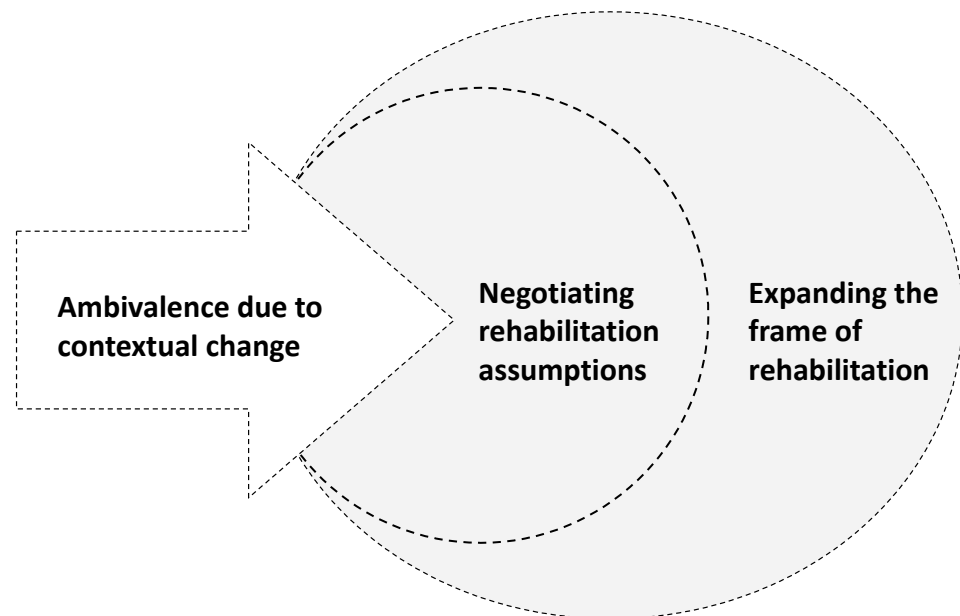 Ambivalence due to
contextual change
Negotiating
rehabilitation
assumptions
Expanding the
frame of
rehabilitation